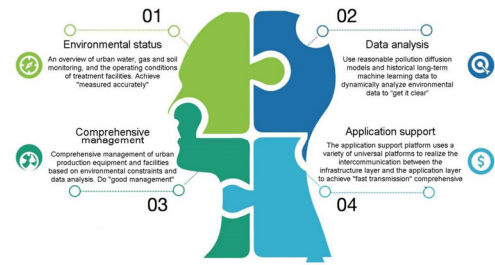 01
Environmental status
An overview of urban water, gas and soil
monitoring, and the operating conditions
of treatment facilities. Achieve
"measured accurately"
02
Data analysis
Use reasonable pollution diffusion
models and historical long-term
machine learning data to
dynamically analyze environmental
data to "get it clear"
Comprehensive
management
Comprehensive management of urban
production equipment and facilities
based on environmental constraints and
data analysis. Do "good management"
03
Application support
The application support platform uses a
variety of universal platforms to realize the
intercommunication between the
infrastructure layer and the application layer
to achieve "fast transmission" comprehensive
04
$